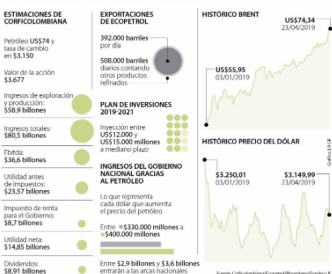 ESTIMACIONES DE
CORFICOLOMBIANA
Petróleo US$74 y
tasa de cambio
en $3.150
Valor de la acción
$3.677
Ingresos de exploración
y producción:
$58,9 billones
Ingresos totales:
$80,5 billones
Ebitda:
$36,6 billones
Utilidad antes
de impuestos:
$23,57 billones
Impuesto de renta
para el Gobierno:
$8,7 billones
Utilidad neta:
$14,85 billones
Dividendos:
$8,91 billones
EXPORTACIONES
DE ECOPETROL
392.000 barriles
por día
508.000 barriles
diarios contando
otros productos
refinados
PLAN DE INVERSIONES
2019-2021
Inyección entre
US$12,000 y
US$15,000 millones
a mediano plazo
INGRESOS DEL GOBIERNO
NACIONAL GRACIAS
AL PETRÓLEO
Lo que representa
cada dólar que aumenta
el precio del petróleo
Entre $330.000 millones a
$400.000 millones
Entre $2,9 billones y $3,6 billones
entrarán a las arcas nacionales
HISTÓRICO BRENT
US$74,34
23/04/2019
US$55,95
03/01/2019
HISTÓRICO PRECIO DEL DÓLAR
$3.250,01
03/01/2019
$3.149,99
23/04/2019